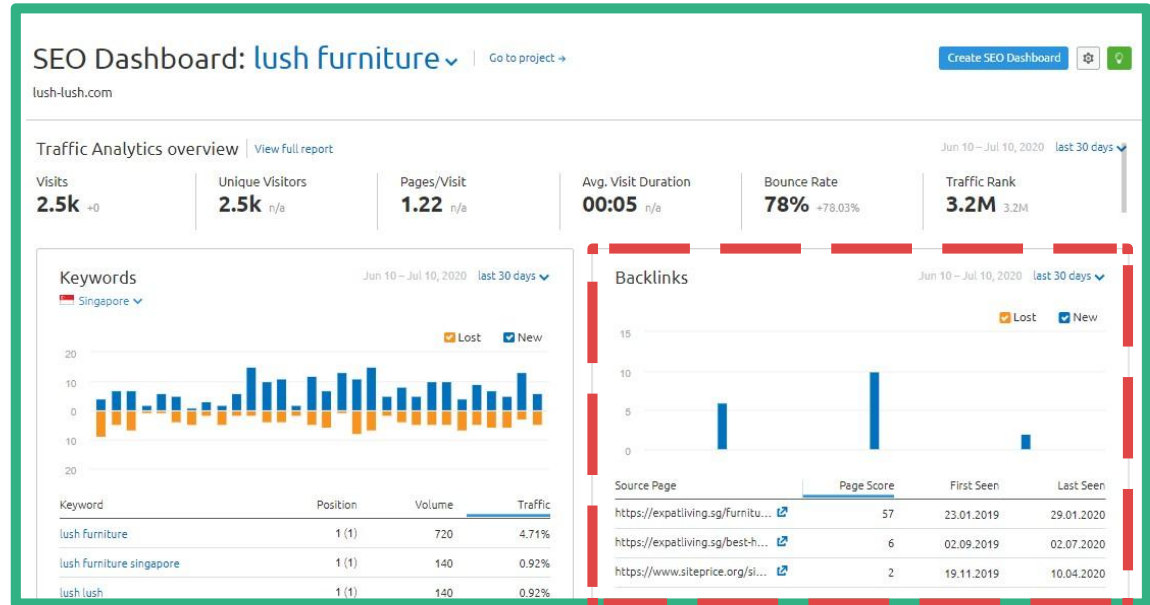 SEO Dashboard: lush furniture Go to project → Create SEO Dashboard
lush-lush.com
Traffic Analytics overview View full report Jun 10 – Jul 10, 2020 last 30 days
Visits Unique Visitors Pages/Visit Avg. Visit Duration Bounce Rate Traffic Rank
2.5k +0 2.5k n/a 1.22 n/a 00:05 n/a 78% +78.03% 3.2M 3.2M
Keywords Jun 10 – Jul 10, 2020 last 30 days
Singapore
Lost New
20
10
0
10
20
Keyword Position Volume Traffic
lush furniture 1 (1) 720 4.71%
lush furniture singapore 1 (1) 140 0.92%
lush lush 1 (1) 140 0.92%
Backlinks Jun 10 – Jul 10, 2020 last 30 days
Lost New
15
10
5
0
Source Page Page Score First Seen Last Seen
https://expatliving.sg/furnitu... 57 23.01.2019 29.01.2020
https://expatliving.sg/best-h... 6 02.09.2019 02.07.2020
https://www.siteprice.org/si... 2 19.11.2019 10.04.2020